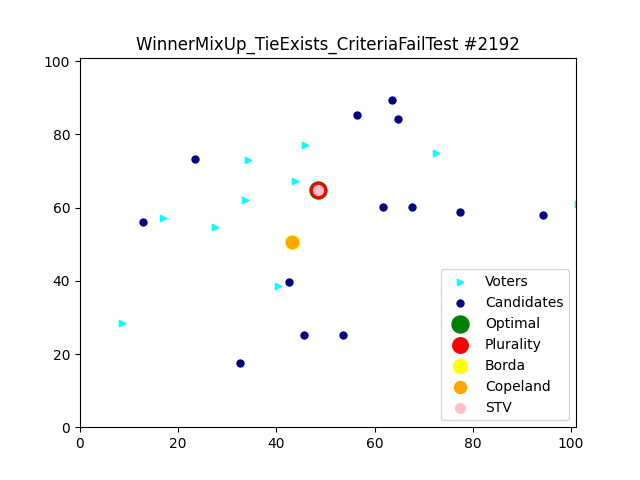 WinnerMixUp_TieExists_CriteriaFailTest #2192
100
80
60
40
20
0
0 20 40 60 80 100
Voters
Candidates
Optimal
Plurality
Borda
Copeland
STV